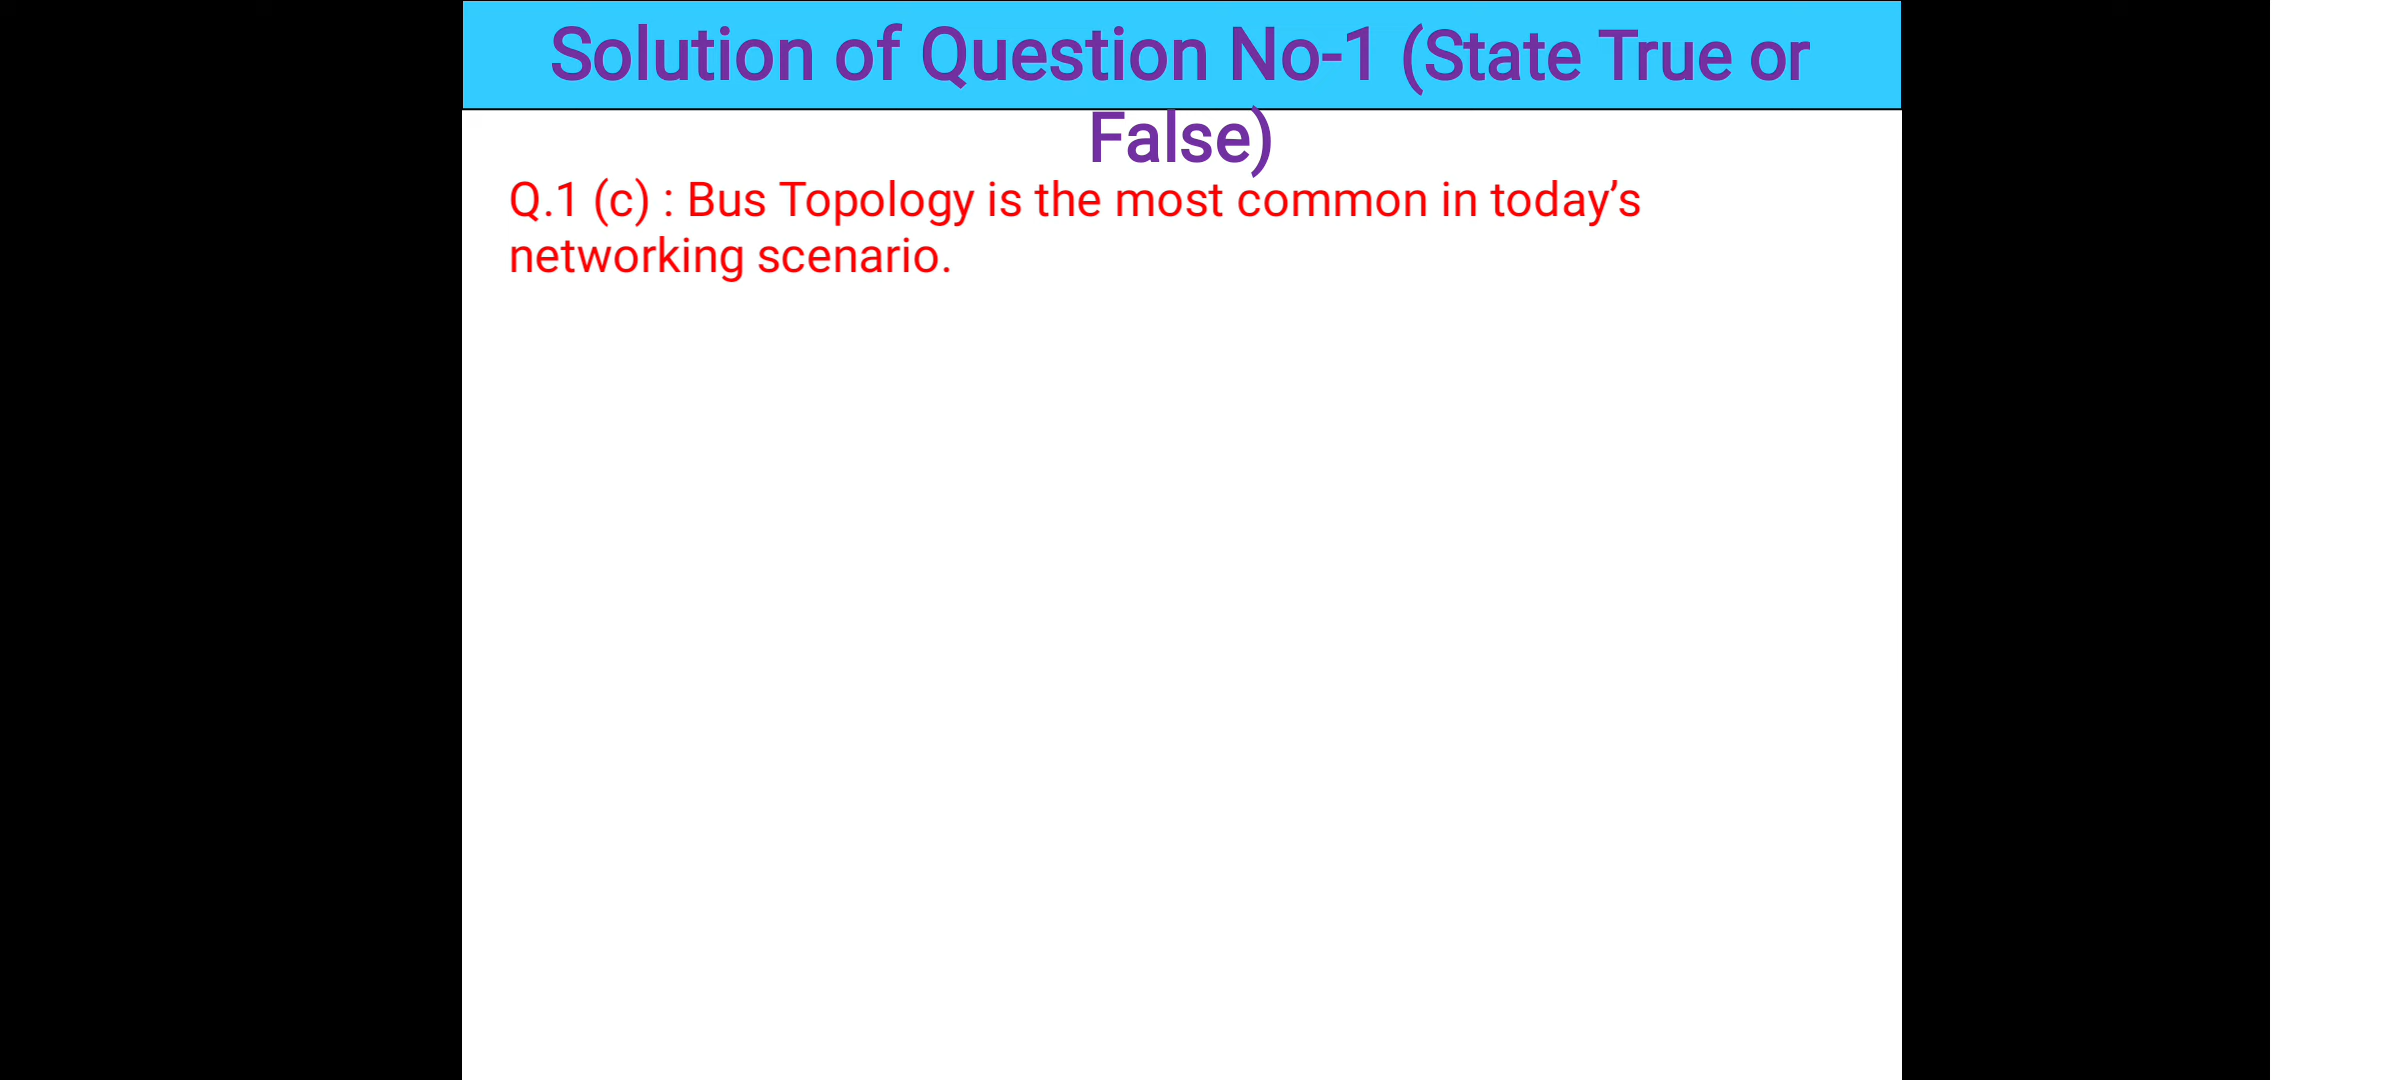 Solution of Question No-1 (State True or
False)
Q.1 (c) : Bus Topology is the most common in today’s
networking scenario.